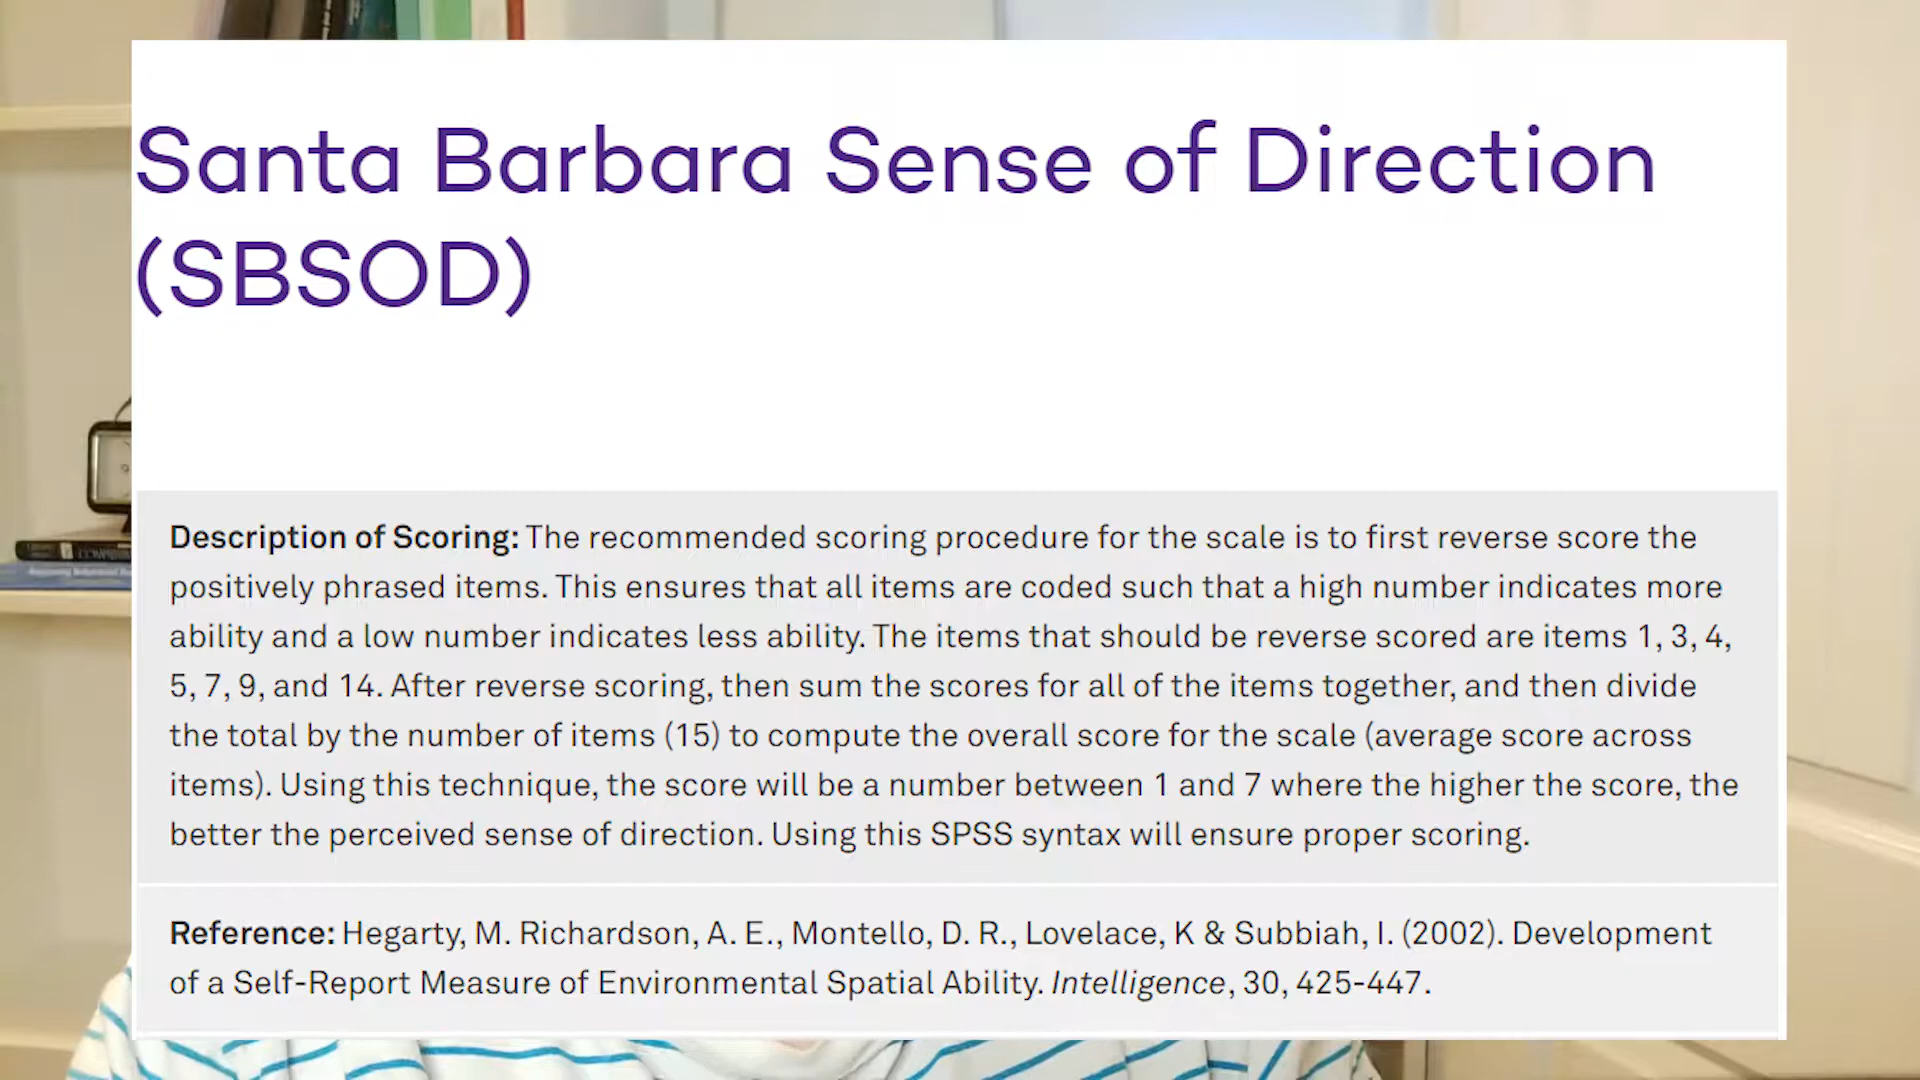 Santa Barbara Sense of Direction
(SBSOD)
Description of Scoring: The recommended scoring procedure for the scale is to first reverse score the
positively phrased items. This ensures that all items are coded such that a high number indicates more
ability and a low number indicates less ability. The items that should be reverse scored are items 1, 3, 4,
5, 7, 9, and 14. After reverse scoring, then sum the scores for all of the items together, and then divide
the total by the number of items (15) to compute the overall score for the scale (average score across
items). Using this technique, the score will be a number between 1 and 7 where the higher the score, the
better the perceived sense of direction. Using this SPSS syntax will ensure proper scoring.
Reference: Hegarty, M. Richardson, A. E., Montello, D. R., Lovelace, K & Subbiah, I. (2002). Development
of a Self-Report Measure of Environmental Spatial Ability. Intelligence, 30, 425-447.